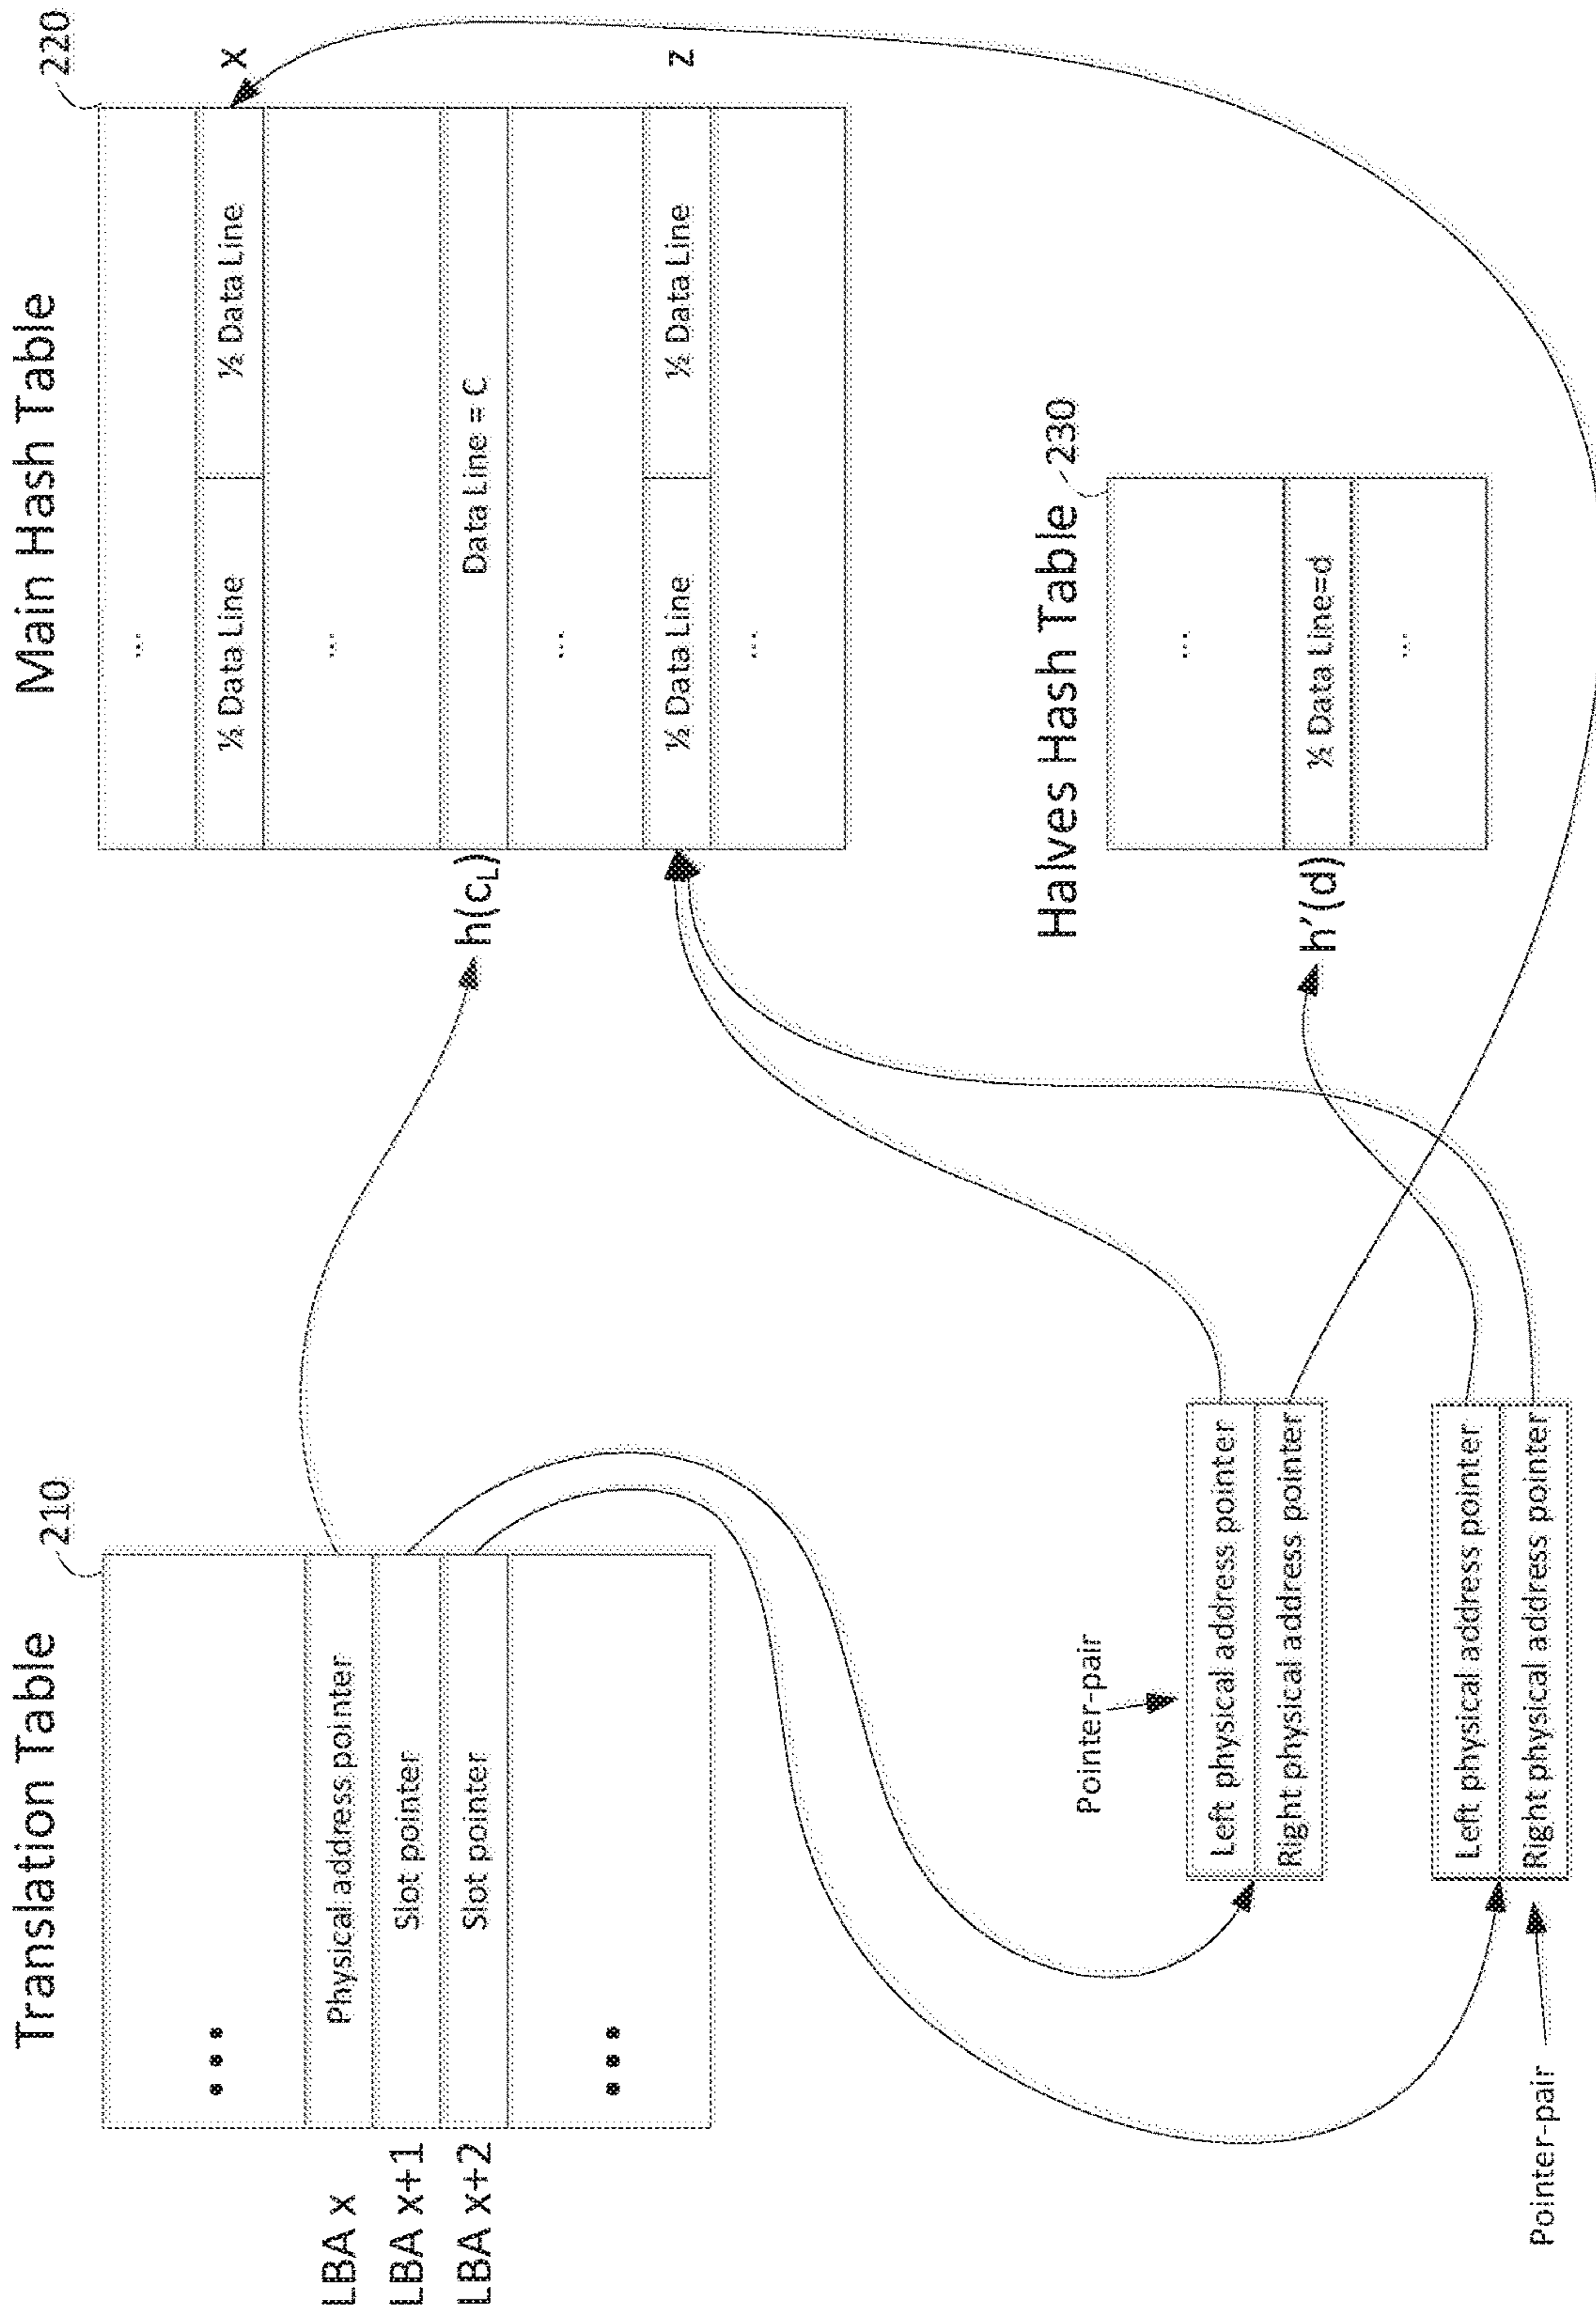 Translation Table
210
...
LBA x
Physical address pointer
LBA x+1
Slot pointer
LBA x+2
Slot pointer
...
Pointer-pair
Left physical address pointer
Right physical address pointer
Left physical address pointer
Right physical address pointer
Pointer-pair
Main Hash Table
220
...
½ Data Line
½ Data Line
X
...
h(cL)
Data Line = C
...
½ Data Line
½ Data Line
Z
...
Halves Hash Table
230
...
h'(d)
½ Data Line=d
...